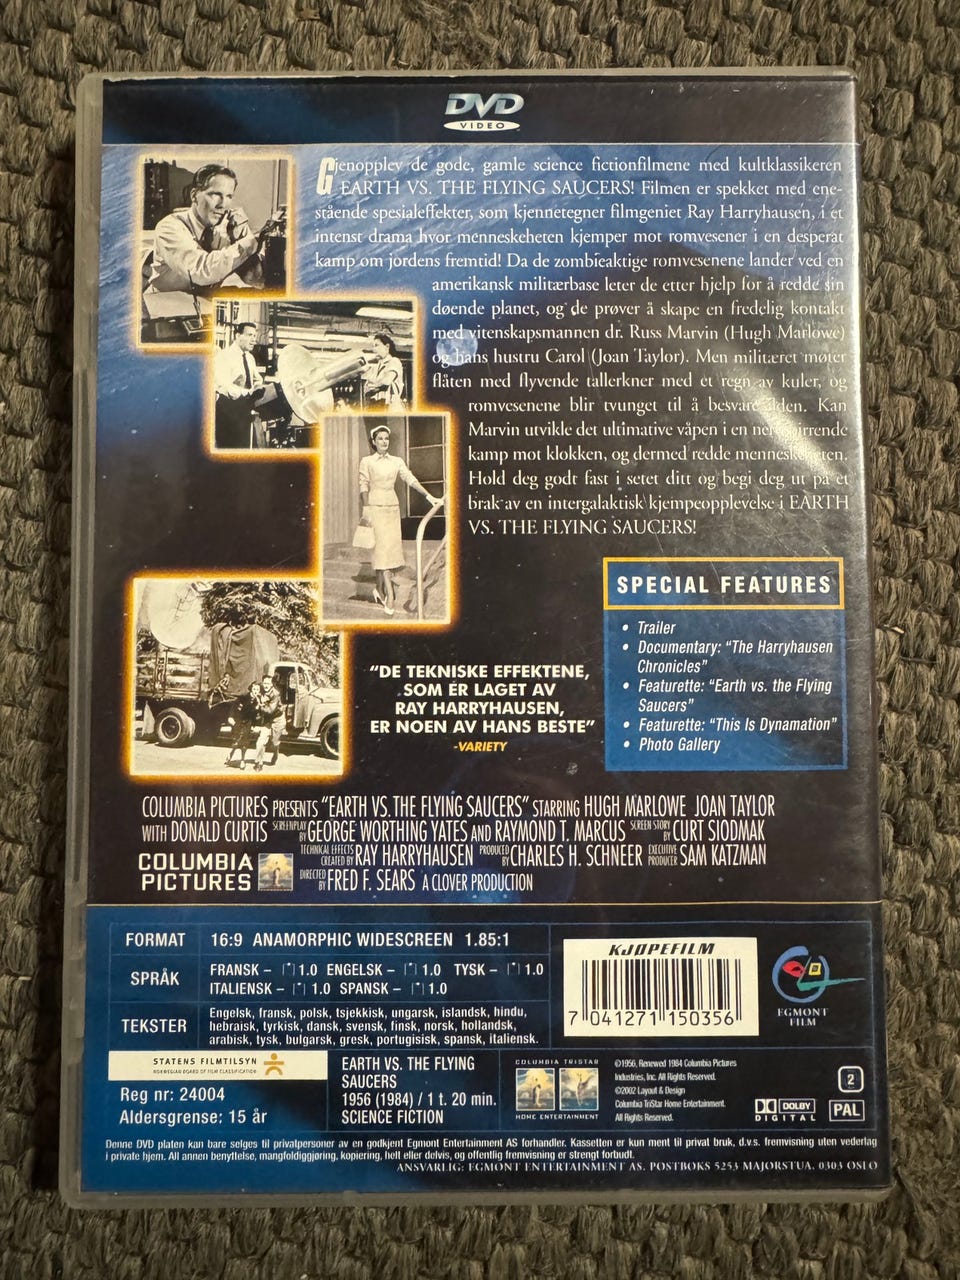 DVD
VIDEO
Gjenopplev de gode, gamle science fictionfilmene med kultklassikeren
EARTH VS. THE FLYING SAUCERS! Filmen er spekket med ene-
stående spesialeffekter, som kjennetegner filmgeniet Ray Harryhausen, i et
intenst drama hvor menneskeheten kjemper mot romvesener i en desperat
kamp om jordens fremtid! Da de zombieaktige romvesenene lander ved en
amerikansk militærbase leter de etter hjelp for å redde sin
døende planet, og de prøver å skape en fredelig kontakt
med vitenskapsmannen dr. Russ Marvin (Hugh Marlowe)
og hans hustru Carol (Joan Taylor). Men militæret møter
flåten med flyvende tallerkner med et regn av kuler, og
romvesenene blir tvunget til å besvare ilden. Kan
Marvin utvikle det ultimative våpen i en nervepirrende
kamp mot klokken, og dermed redde menneskeheten.
Hold deg godt fast i setet ditt og begi deg ut på et
brak av en intergalaktisk kjempeopplevelse i EARTH
VS. THE FLYING SAUCERS!
SPECIAL FEATURES
• Trailer
• Documentary: "The Harryhausen
Chronicles"
• Featurette: "Earth vs. the Flying
Saucers"
• Featurette: "This Is Dynamation"
• Photo Gallery
"DE TEKNISKE EFFEKTENE,
SOM ER LAGET AV
RAY HARRYHAUSEN,
ER NOEN AV HANS BESTE"
-VARIETY
COLUMBIA PICTURES PRESENTS "EARTH VS. THE FLYING SAUCERS" STARRING HUGH MARLOWE JOAN TAYLOR
WITH DONALD CURTIS SCREENPLAY BY GEORGE WORTHING YATES AND RAYMOND T. MARCUS SCREEN STORY BY CURT SIODMAK
TECHNICAL EFFECTS CREATED BY RAY HARRYHAUSEN PRODUCED BY CHARLES H. SCHNEER EXECUTIVE PRODUCER SAM KATZMAN
DIRECTED BY FRED F. SEARS A CLOVER PRODUCTION
COLUMBIA
PICTURES
FORMAT 16:9 ANAMORPHIC WIDESCREEN 1.85:1
SPRÅK
FRANSK – [*] 1.0 ENGELSK – [*] 1.0 TYSK – [*] 1.0
ITALIENSK – [*] 1.0 SPANSK – [*] 1.0
TEKSTER
Engelsk, fransk, polsk, tsjekkisk, ungarsk, islandsk, hindu,
hebraisk, tyrkisk, dansk, svensk, finsk, norsk, hollandsk,
arabisk, tysk, bulgarsk, gresk, portugisisk, spansk, italiensk.
KJØPEFILM
7 041271 150356
EGMONT
FILM
STATENS FILMTILSYN
NORWEGIAN BOARD OF FILM CLASSIFICATION
Reg nr: 24004
Aldersgrense: 15 år
EARTH VS. THE FLYING
SAUCERS
1956 (1984) / 1 t. 20 min.
SCIENCE FICTION
COLUMBIA TRISTAR
HOME ENTERTAINMENT
©1956, Renewed 1984 Columbia Pictures
Industries, Inc. All Rights Reserved.
©2002 Layout & Design
Columbia TriStar Home Entertainment.
All Rights Reserved.
DOLBY
DIGITAL
2
PAL
Denne DVD platen kan bare selges til privatpersoner av en godkjent Egmont Entertainment AS forhandler. Kassetten er kun ment til privat bruk, d.v.s. fremvisning uten vederlag
i private hjem. All annen benyttelse, mangfoldiggjøring, kopiering, helt eller delvis, og offentlig fremvisning er strengt forbudt.
ANSVARLIG: EGMONT ENTERTAINMENT AS. POSTBOKS 5253 MAJORSTUA. 0303 OSLO